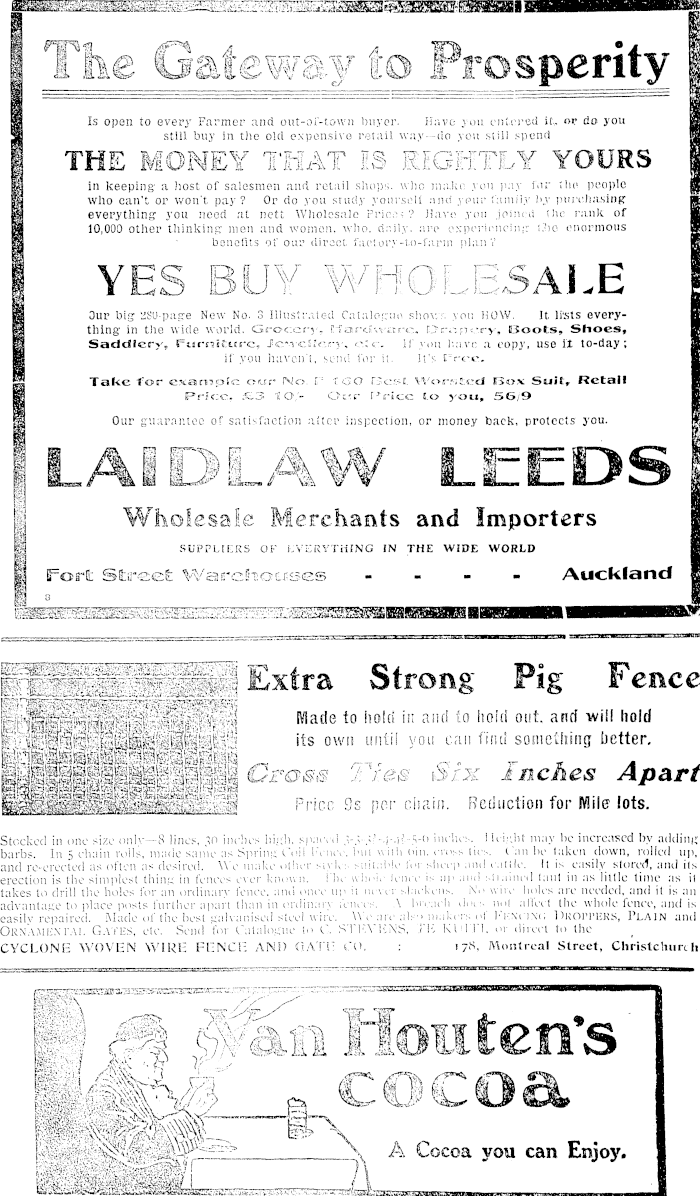 The Gateway to Prosperity
Is open to every Farmer and out-of-town buyer. Have you entered it, or do you
still buy in the old expensive retail way—do you still spend
THE MONEY THAT IS RIGHTLY YOURS
in keeping a host of salesmen and retail shops, who make you pay for the people
who can't or won't pay? Or do you study yourself and your family by purchasing
everything you need at nett Wholesale Prices? Have you joined the rank of
10,000 other thinking men and women, who, daily, are experiencing the enormous
benefits of our direct factory-to-farm plan?
YES BUY WHOLESALE
Our big 280-page New No. 8 Illustrated Catalogue shows you HOW. It lists every-
thing in the wide world. Grocery, Hardware, Drapery, Boots, Shoes,
Saddlery, Furniture, Jewellery, etc. If you have a copy, use it to-day;
if you haven't, send for it. It's Free.
Take for example our No. 160 Best Worsted Box Suit, Retail
Price, £3 10/- Our Price to you, 56/9
Our guarantee of satisfaction after inspection, or money back, protects you.
LAIDLAW LEEDS
Wholesale Merchants and Importers
SUPPLIERS OF EVERYTHING IN THE WIDE WORLD
Fort Street Warehouses - - - - Auckland
8
Extra Strong Pig Fence
Made to hold in and to hold out, and will hold
its own until you can find something better.
Cross Ties Six Inches Apart
Price 9s per chain. Reduction for Mile lots.
Stocked in one size only—8 lines, 30 inches high, spaced inches. Height may be increased by adding
barbs. In 5 chain rolls, made same as Spring Coil Fence, but with 6in. cross ties. Can be taken down, rolled up,
and re-erected as often as desired. We make other styles suitable for sheep and cattle. It is easily stored, and its
erection is the simplest thing in fences ever known. The whole fence is up and strained taut in as little time as it
takes to drill the holes for an ordinary fence, and once up it never slackens. No wire holes are needed, and it is an
advantage to place posts further apart than in ordinary fences. A breach does not affect the whole fence, and is
easily repaired. Made of the best galvanised steel wire. We are also makers of FENCING DROPPERS, PLAIN and
ORNAMENTAL GATES, etc. Send for Catalogue to C. STEVENS, TE KUITI, or direct to the
CYCLONE WOVEN WIRE FENCE AND GATE CO. : 178, Montreal Street, Christchurch
Van Houten's
cocoa
A Cocoa you can Enjoy.